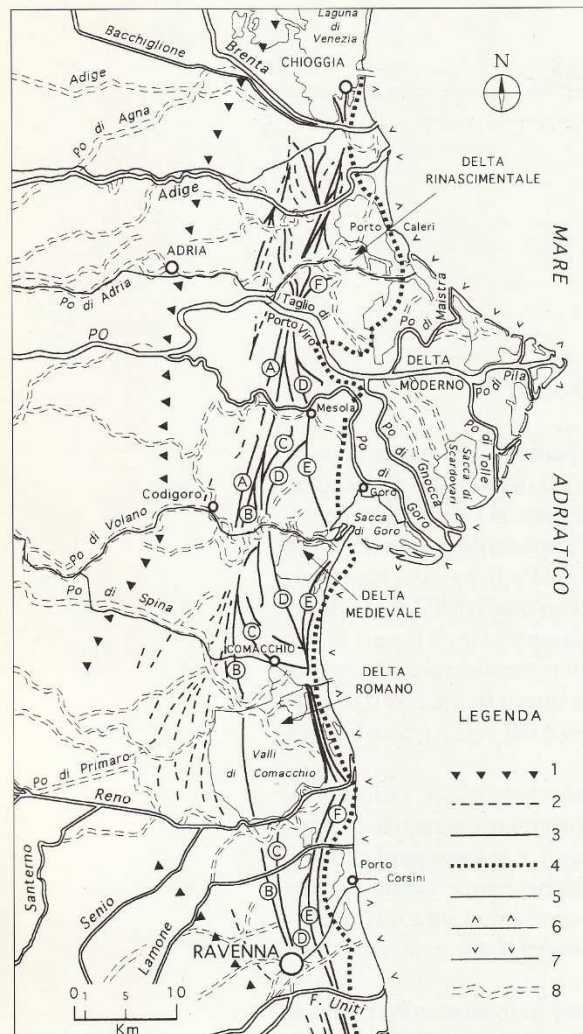 Laguna
di
Venezia
Bacchiglione
Brenta
CHIOGGIA
N
Adige
Po di Agna
DELTA
RINASCIMENTALE
Adige
Porto Caleri
ADRIA
MARE
Po di Adria
F
Taglio di
Porto Viro
Po di Maistra
PO
DELTA
MODERNO
Po di Pila
A
D
Mesola
Po di Tolle
C
Sacca di
Scardovari
Po di Gnocca
Po di Goro
A
D
E
B
Codigoro
Goro
Sacca
di Goro
ADRIATICO
Po di Volano
DELTA
MEDIEVALE
Po di Spina
D
E
C
COMACCHIO
B
DELTA
ROMANO
LEGENDA
Valli
di Comacchio
1
Po di Primaro
2
Reno
F
3
Santerno
Senio
Lamone
C
Porto
Corsini
4
B
E
5
D
6
RAVENNA
7
0 1 5 10
Km
F. Uniti
8